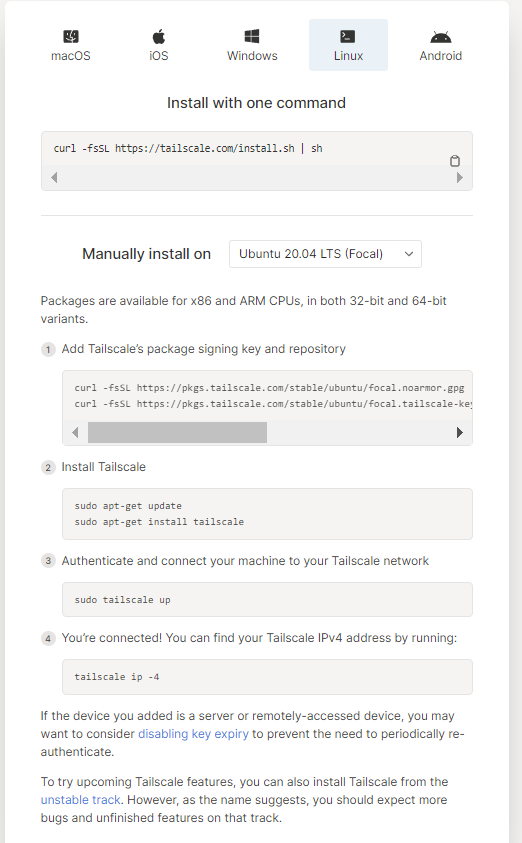 macOS
iOS
Windows
Linux
Android
Install with one command
curl -fsSL https://tailscale.com/install.sh | sh
Manually install on
Ubuntu 20.04 LTS (Focal)
Packages are available for x86 and ARM CPUs, in both 32-bit and 64-bit
variants.
1 Add Tailscale’s package signing key and repository
curl -fsSL https://pkgs.tailscale.com/stable/ubuntu/focal.noarmor.gpg
curl -fsSL https://pkgs.tailscale.com/stable/ubuntu/focal.tailscale-key
2 Install Tailscale
sudo apt-get update
sudo apt-get install tailscale
3 Authenticate and connect your machine to your Tailscale network
sudo tailscale up
4 You’re connected! You can find your Tailscale IPv4 address by running:
tailscale ip -4
If the device you added is a server or remotely-accessed device, you may
want to consider disabling key expiry to prevent the need to periodically re-
authenticate.
To try upcoming Tailscale features, you can also install Tailscale from the
unstable track. However, as the name suggests, you should expect more
bugs and unfinished features on that track.